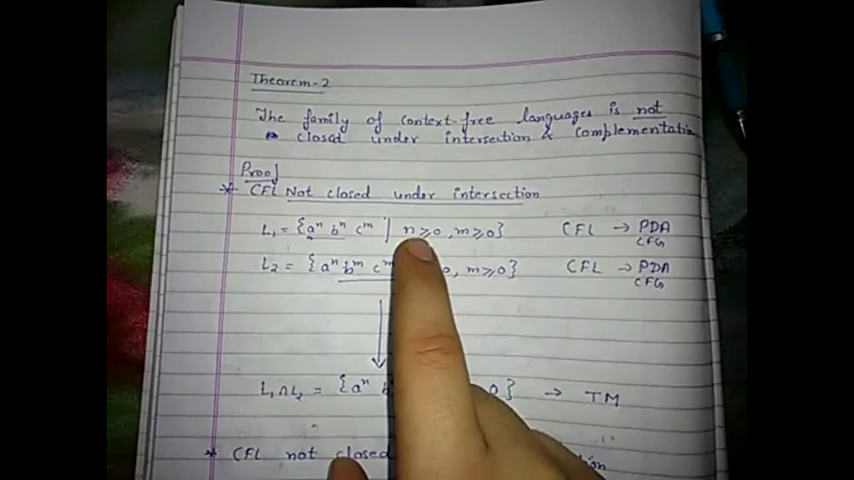 Theorem-2
The family of context-free languages is not
closed under intersection & complementatio
Proof
* CFL Not closed under intersection
L₁ = {aⁿ bⁿ cᵐ | n ≥ 0, m ≥ 0} CFL → PDA
CFG
L₂ = {aⁿ bᵐ cᵐ 0, m ≥ 0} CFL → PDA
CFG
L₁ ∩ L₂ = {aⁿ b 0} → TM
* CFL not closed